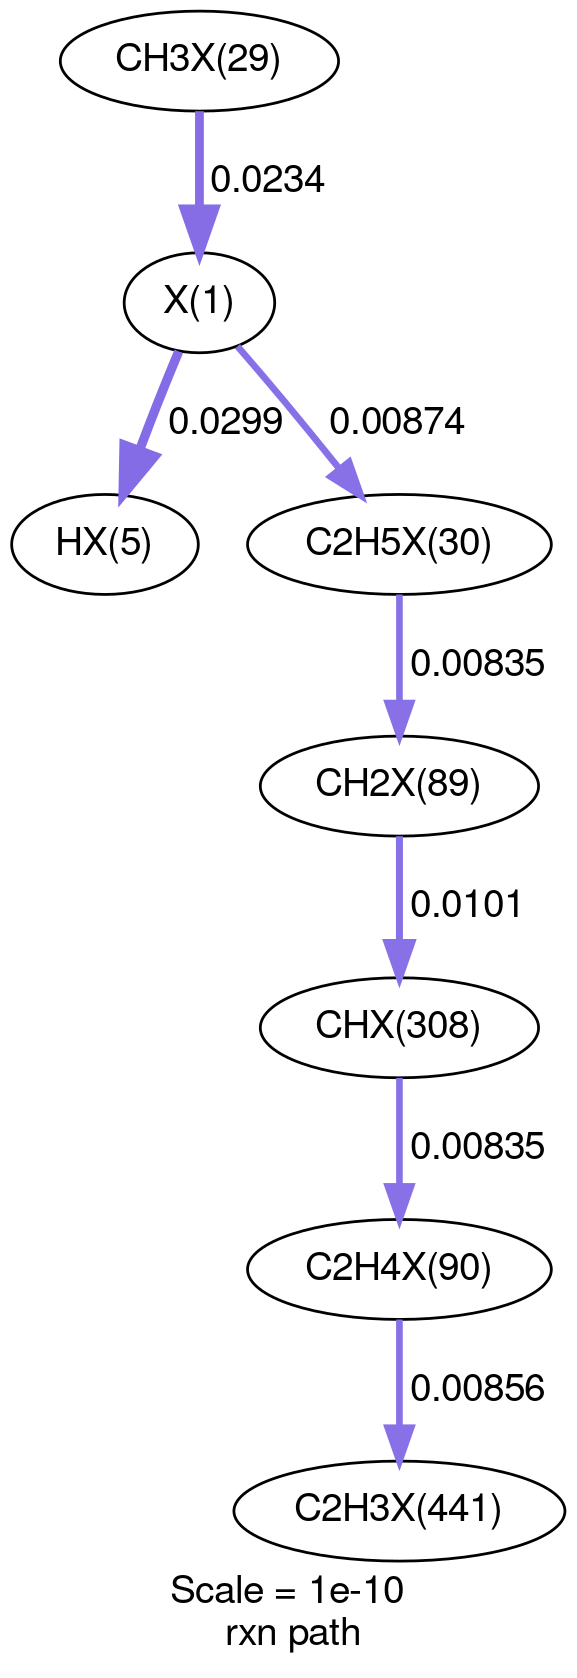 CH3X(29)
0.0234
X(1)
0.0299
0.00874
HX(5)
C2H5X(30)
0.00835
CH2X(89)
0.0101
CHX(308)
0.00835
C2H4X(90)
0.00856
C2H3X(441)
Scale = 1e-10
rxn path